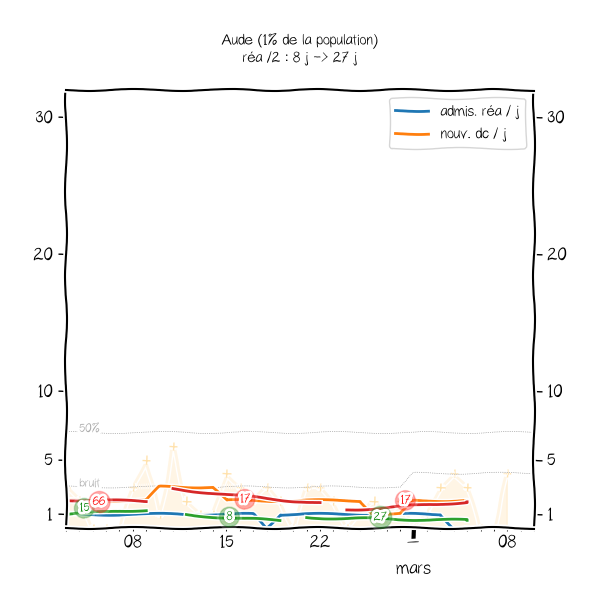 Aude (1% de la population)
réa /2 : 8 j -> 27 j
admis. réa / j
nouv. dc / j
30 30
20 20
10 10
50%
5 5
bruit
15 66 8 17 27 17
1 1
08 15 22 1 08
mars